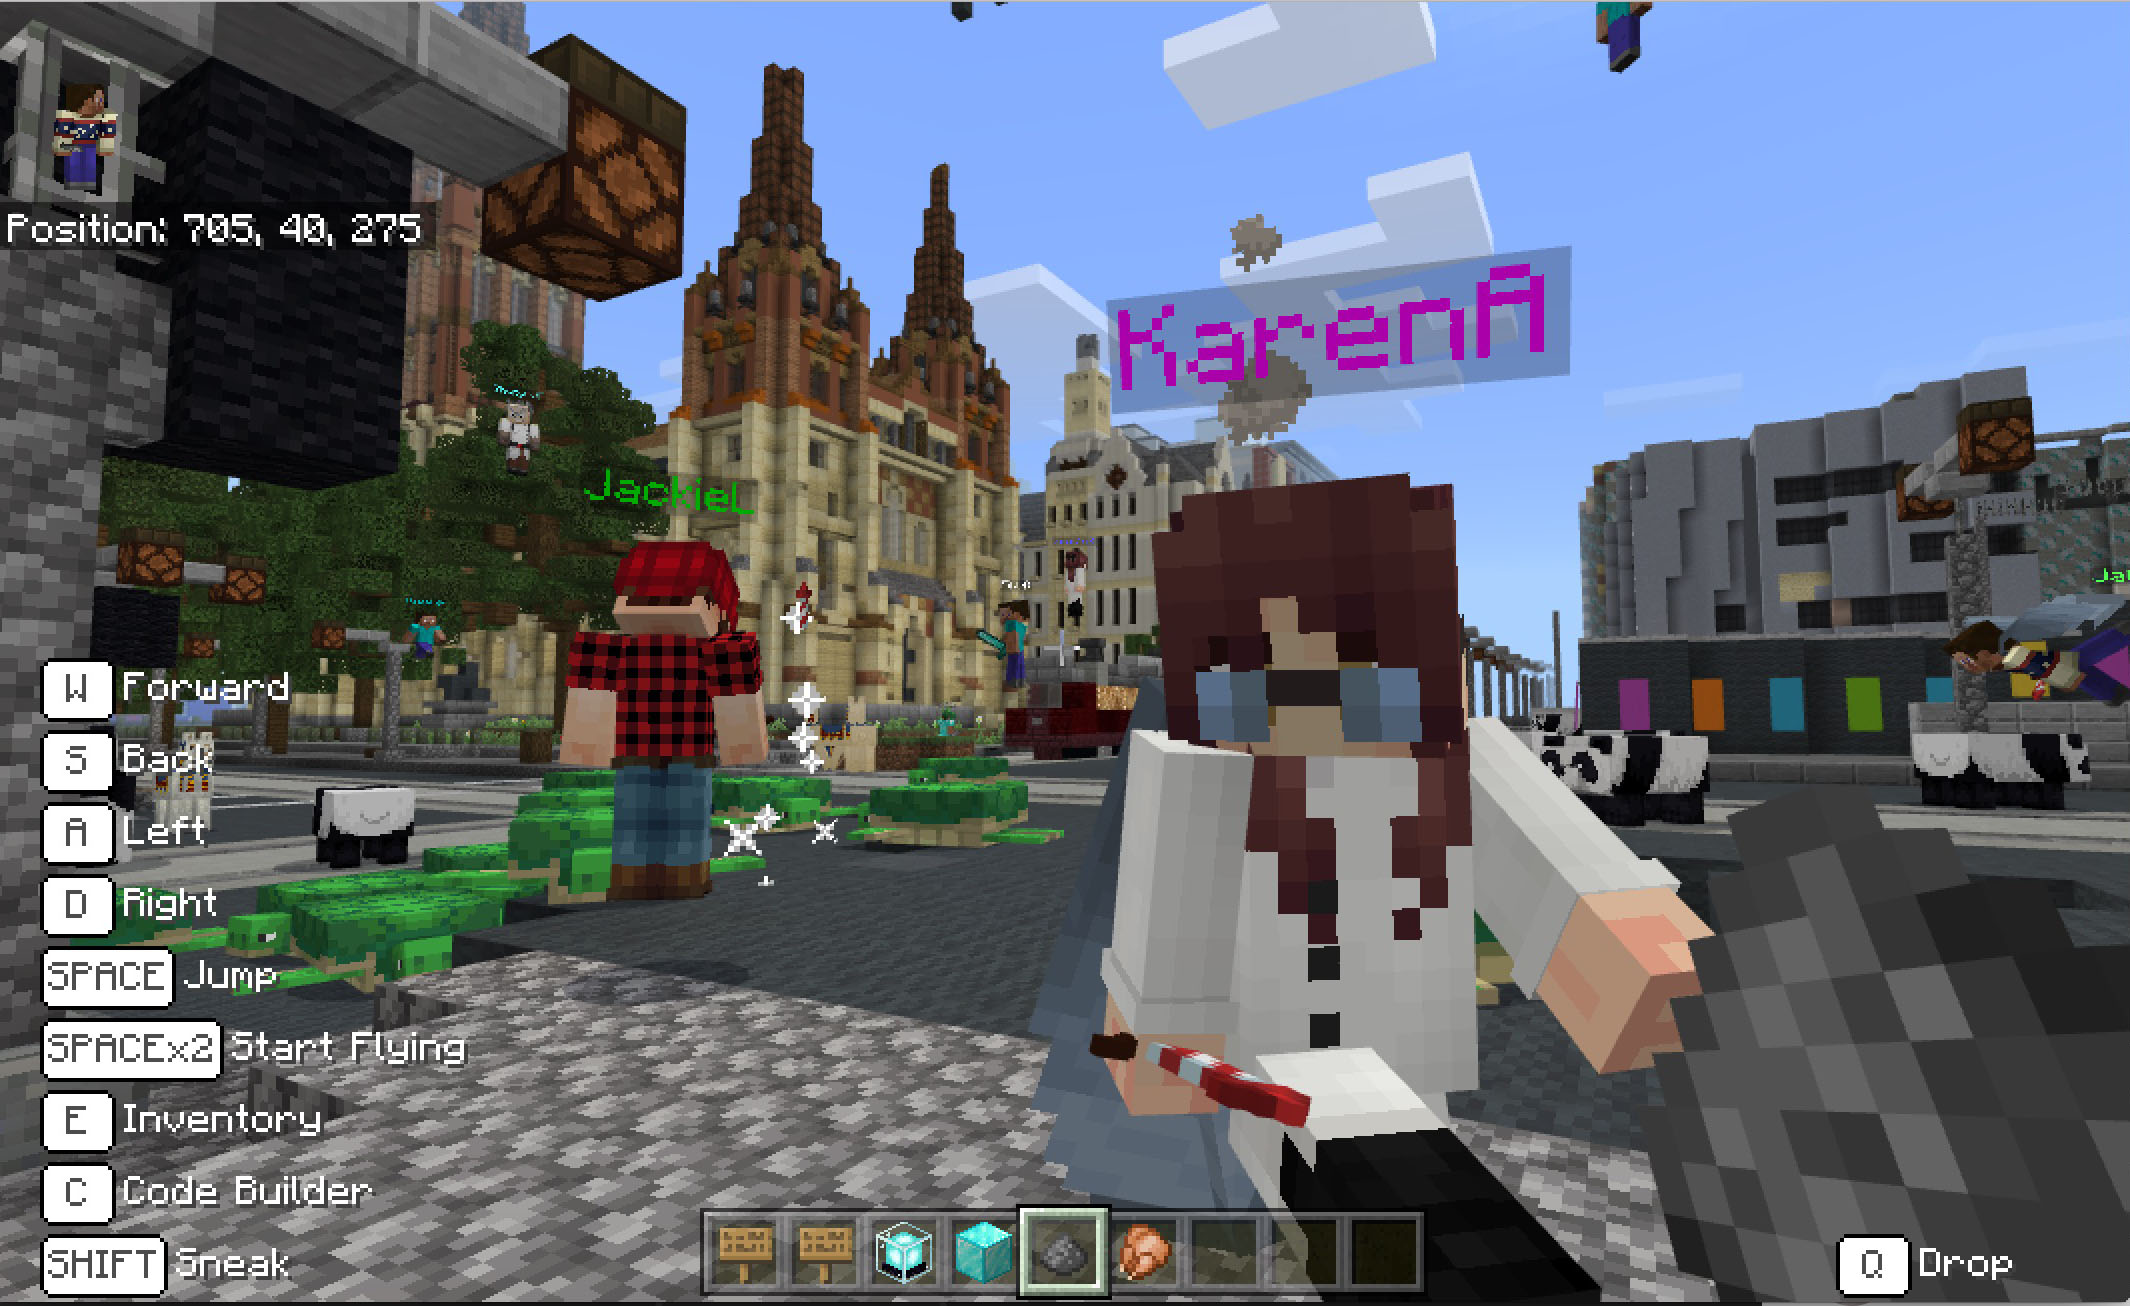 Position: 705, 40, 275
KarenA
JackieL
W Forward
S Back
A Left
D Right
SPACE Jump
SPACEx2 Start Flying
E Inventory
C Code Builder
SHIFT Sneak
Q Drop